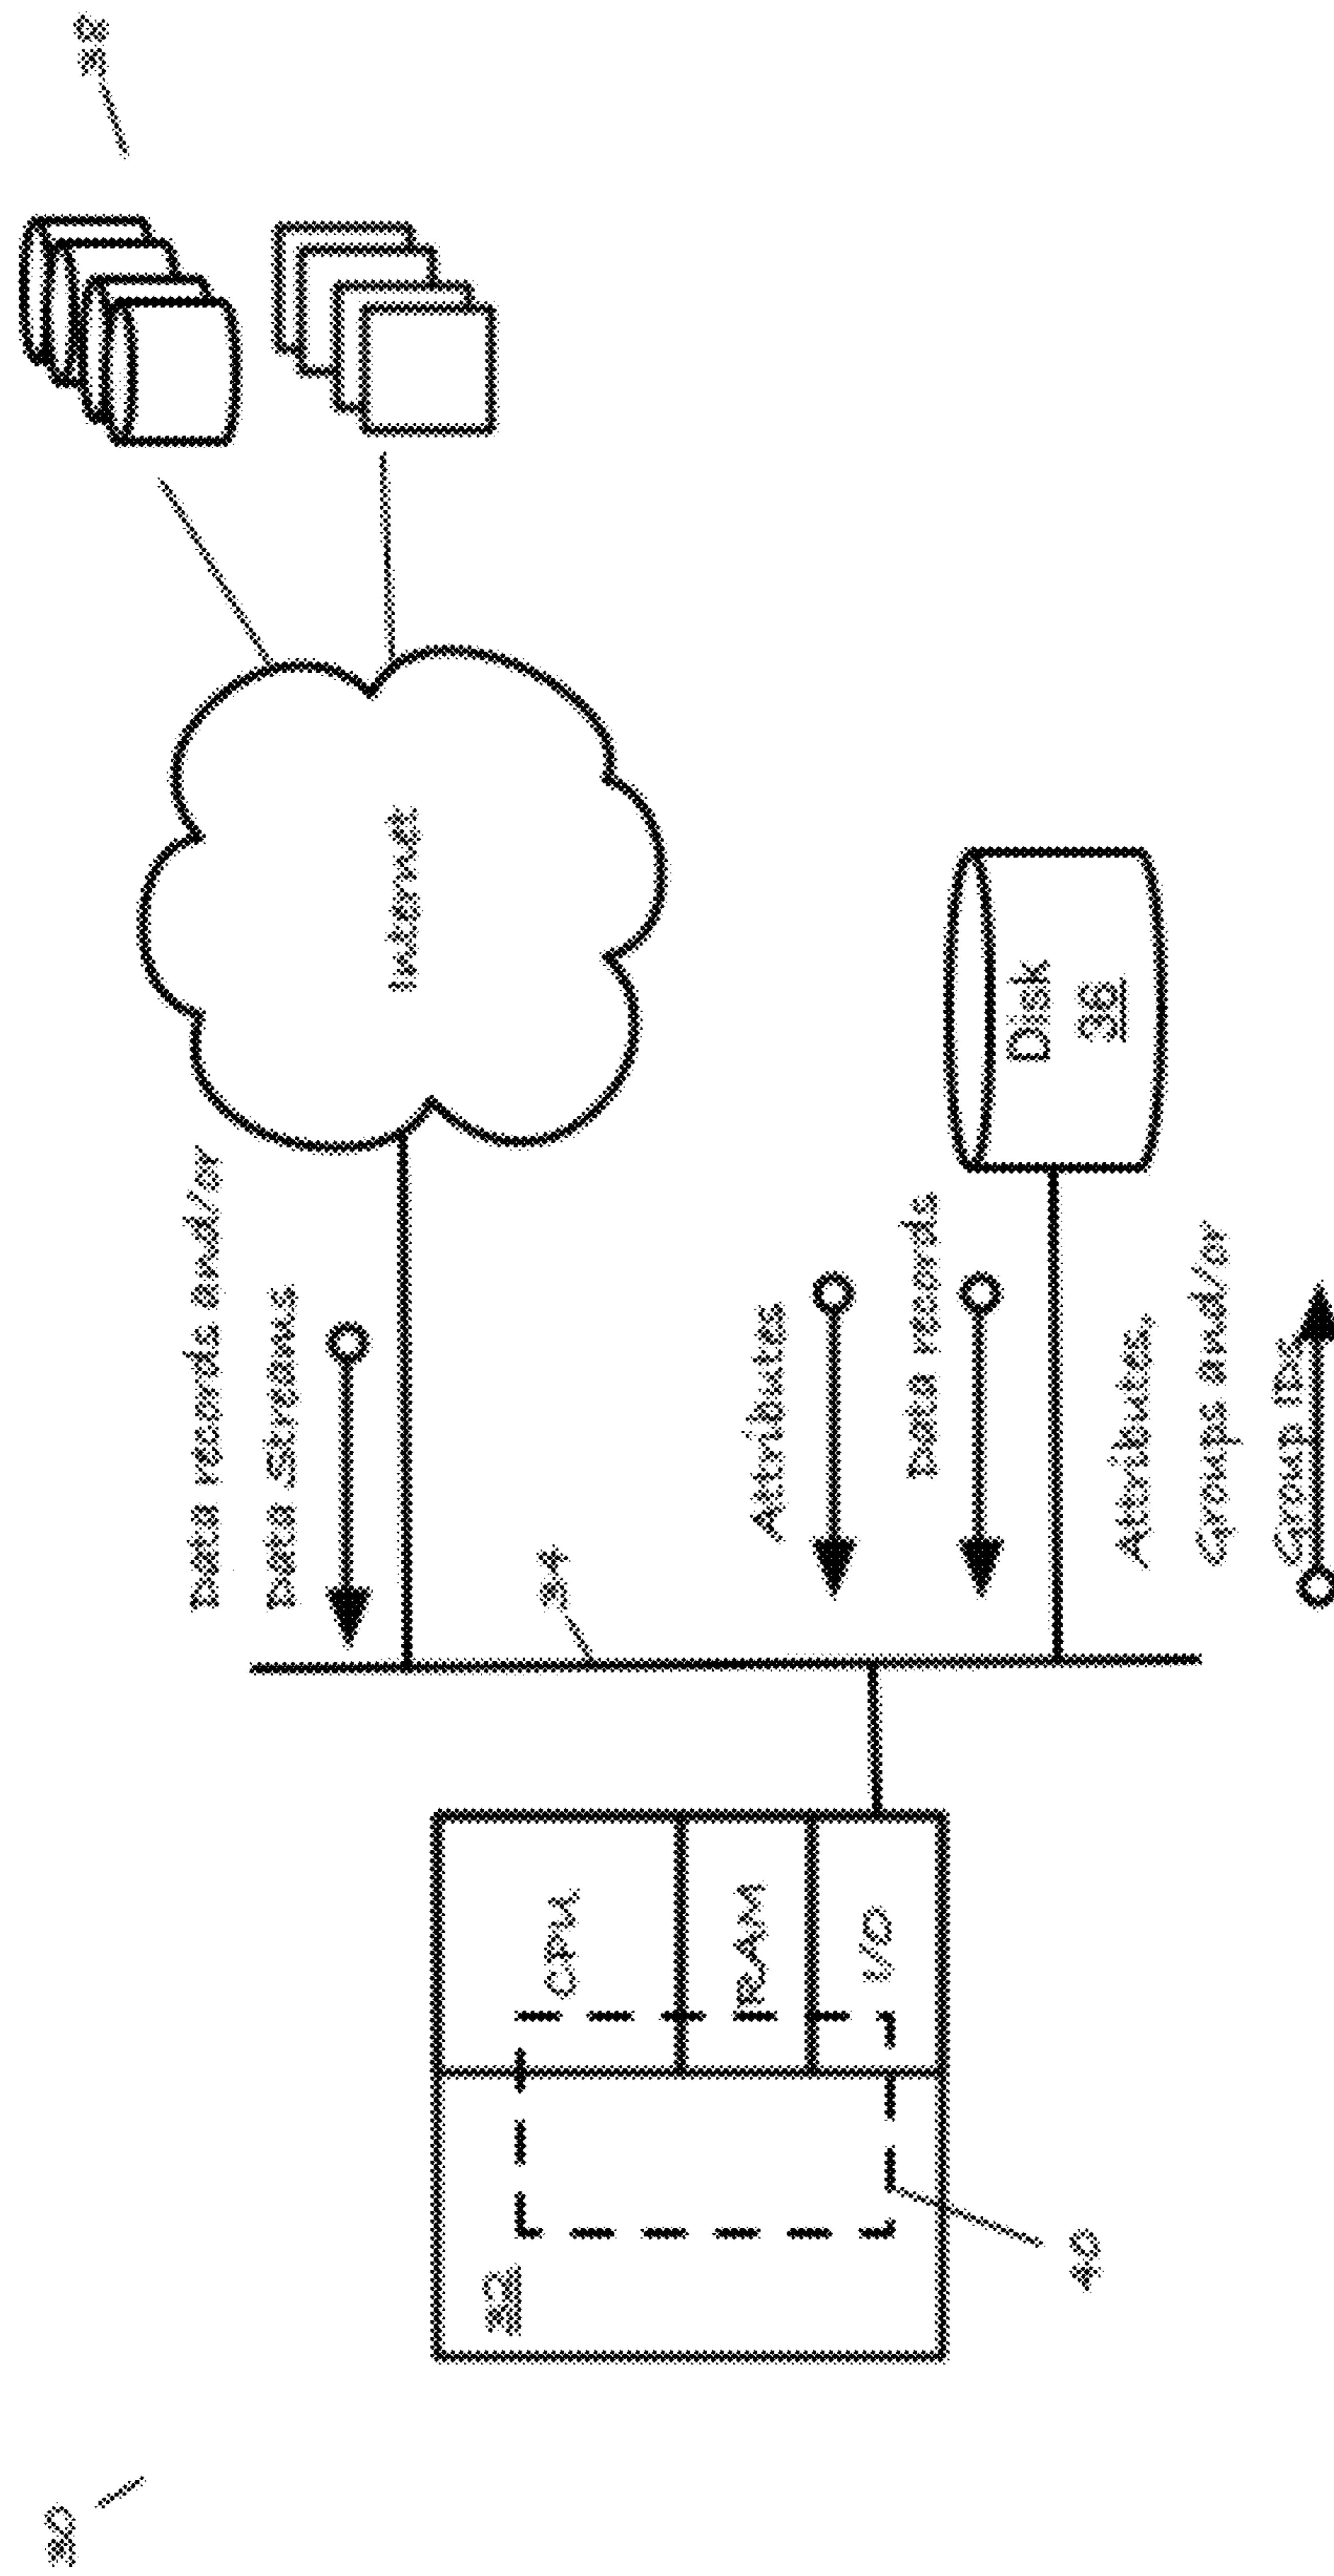 30
32
CPU
RAM
I/O
40
34
Data records and/or
Data Streams
Internet
38
Attributes
Data records
Disk
36
Attributes,
Groups and/or
Group IDs